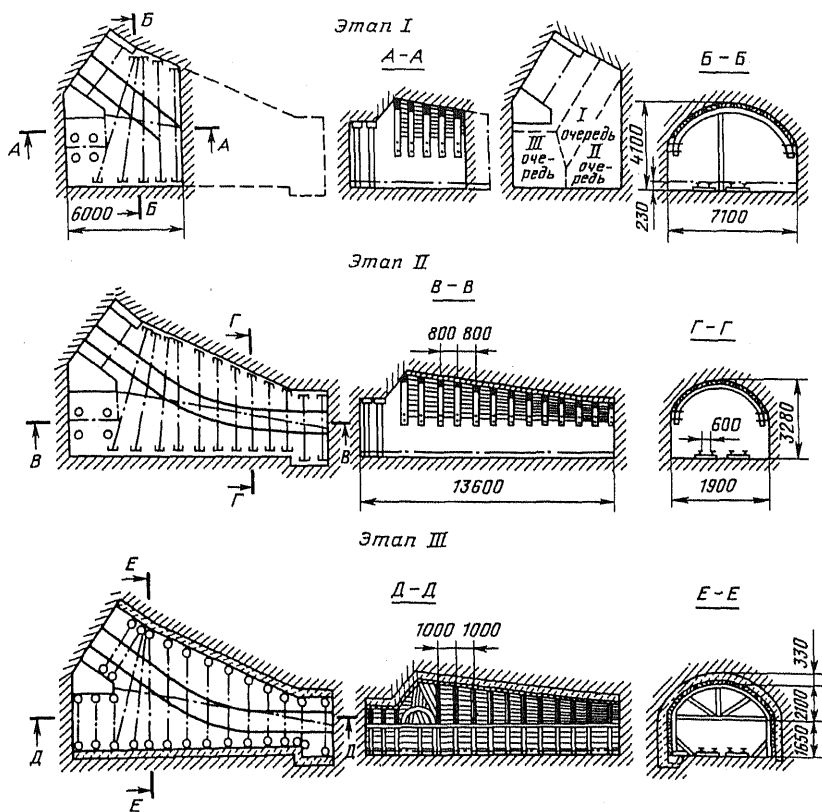 Этап I
Б
А-А
Б - Б
А
А
I
очередь
III
оче-
редь
II
оче-
редь
4100
230
6000
Б
7100
Этап II
В - В
Г
Г - Г
800 800
600
3280
В
В
Г
13600
1900
Этап III
Е
Д - Д
Е - Е
1000 1000
330
2100
1650
Д
Д
Е